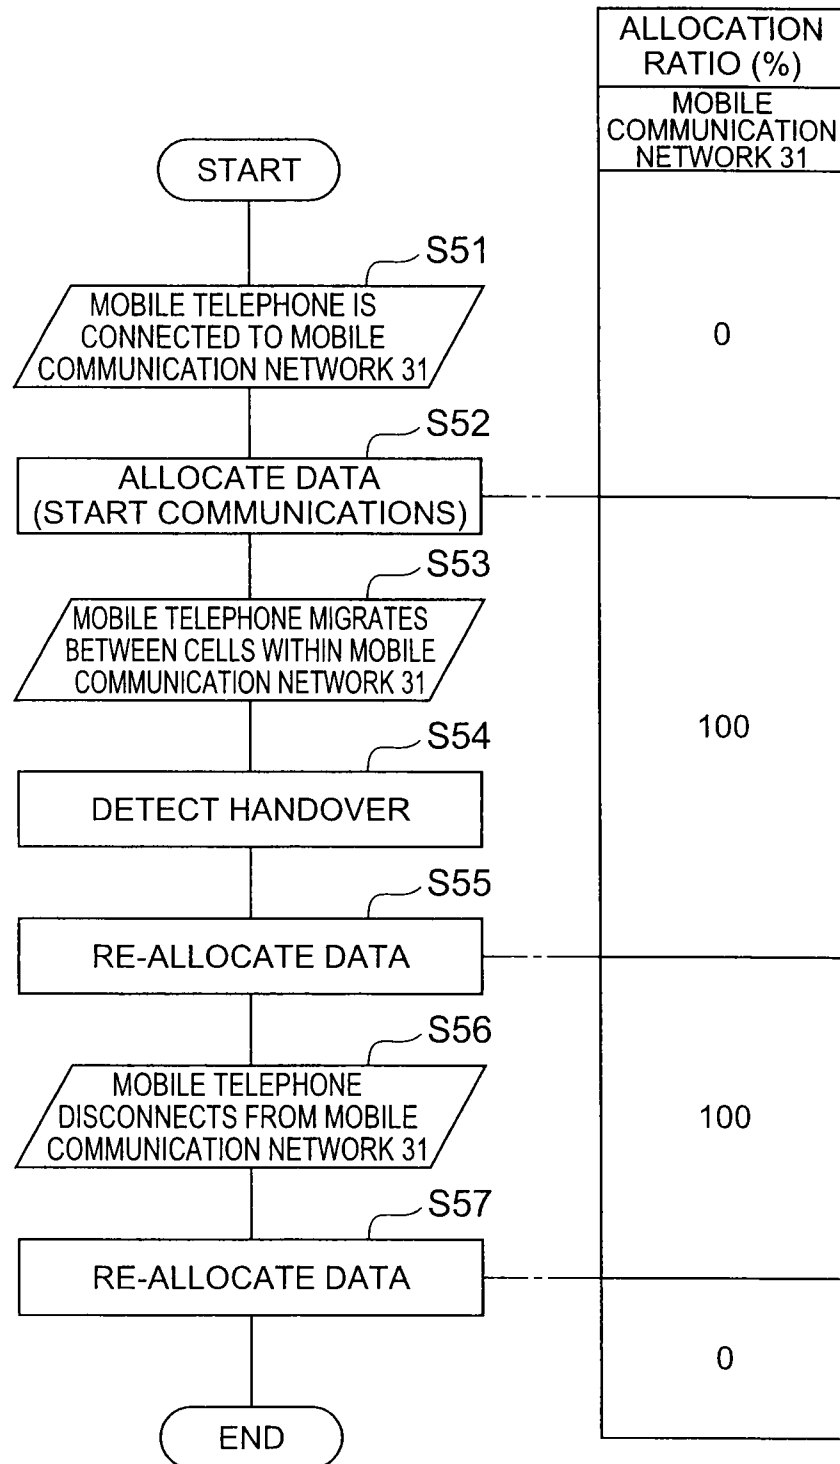 ALLOCATION
RATIO (%)
MOBILE
COMMUNICATION
NETWORK 31
START
S51
MOBILE TELEPHONE IS
CONNECTED TO MOBILE
COMMUNICATION NETWORK 31
0
S52
ALLOCATE DATA
(START COMMUNICATIONS)
S53
MOBILE TELEPHONE MIGRATES
BETWEEN CELLS WITHIN MOBILE
COMMUNICATION NETWORK 31
100
S54
DETECT HANDOVER
S55
RE-ALLOCATE DATA
S56
MOBILE TELEPHONE
DISCONNECTS FROM MOBILE
COMMUNICATION NETWORK 31
100
S57
RE-ALLOCATE DATA
0
END